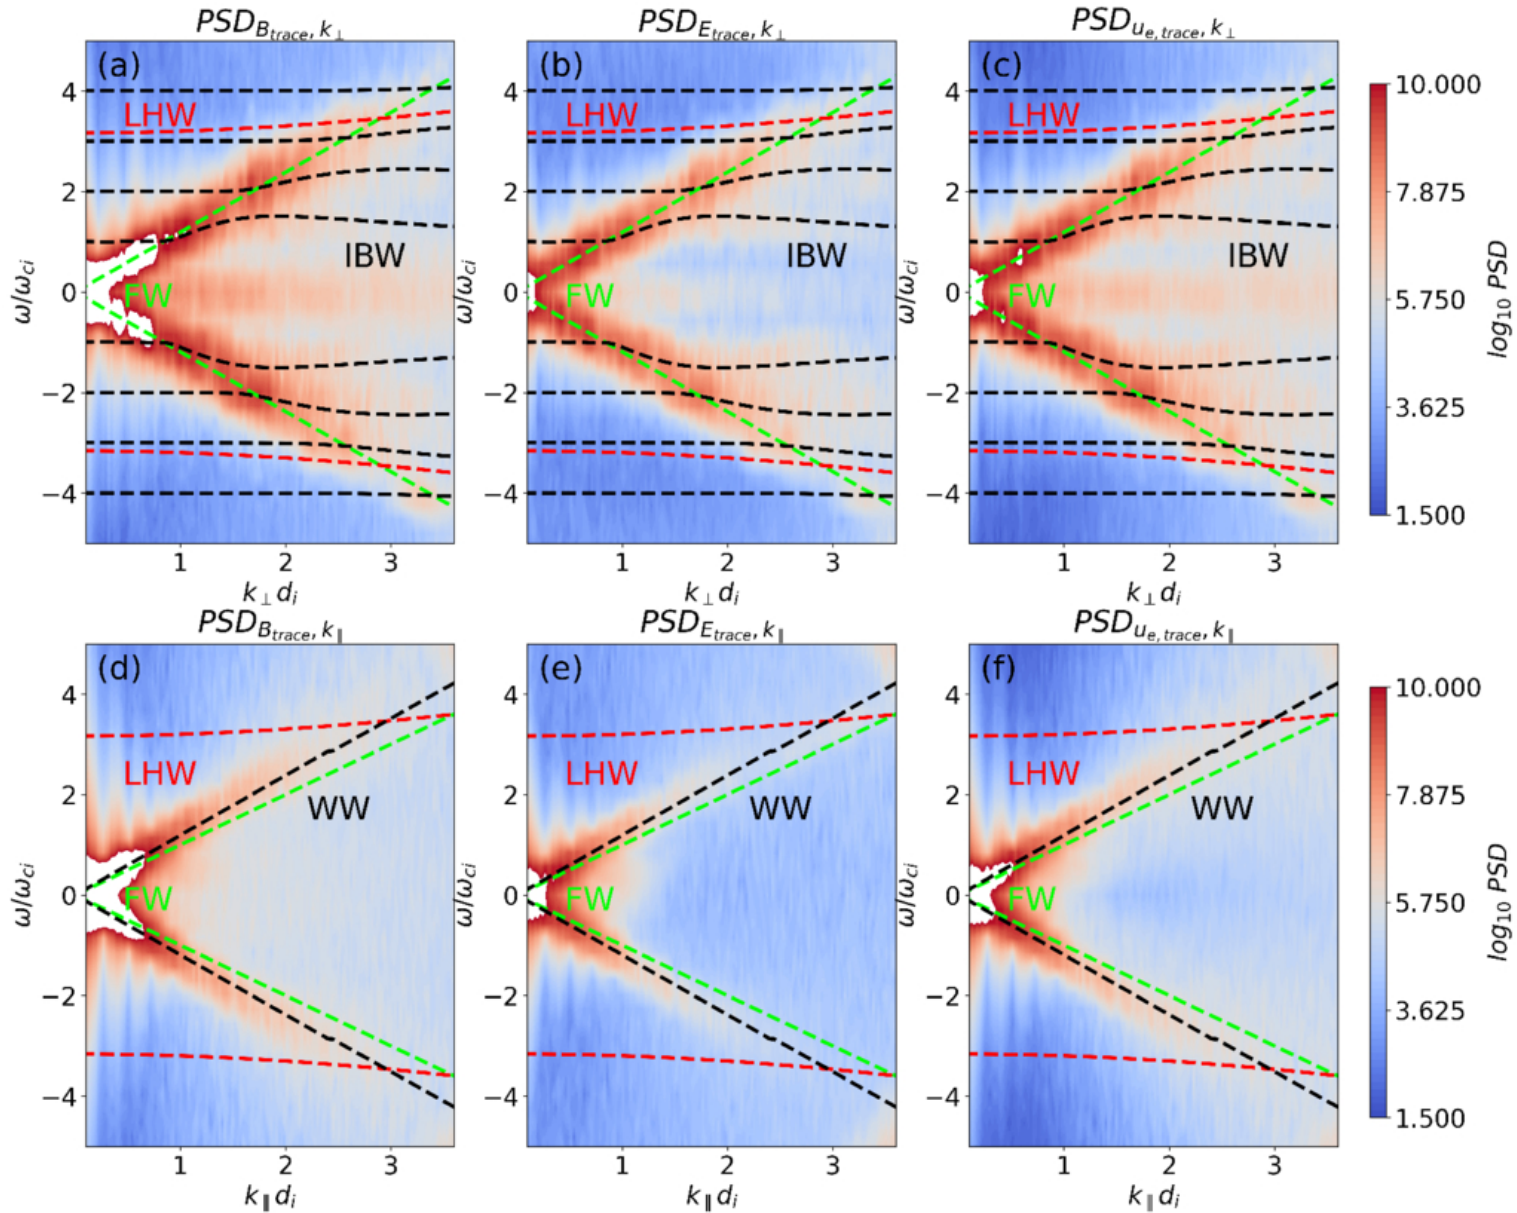 PSD_{B_{trace}, k_⊥}
PSD_{E_{trace}, k_⊥}
PSD_{u_{e,trace}, k_⊥}
(a)
(b)
(c)
LHW
LHW
LHW
IBW
IBW
IBW
FW
FW
FW
4
2
0
−2
−4
ω/ω_{ci}
4
2
0
−2
−4
ω/ω_{ci}
4
2
0
−2
−4
ω/ω_{ci}
10.000
7.875
5.750
3.625
1.500
log_{10} PSD
1 2 3
1 2 3
1 2 3
k_⊥ d_i
k_⊥ d_i
k_⊥ d_i
PSD_{B_{trace}, k_∥}
PSD_{E_{trace}, k_∥}
PSD_{u_{e,trace}, k_∥}
(d)
(e)
(f)
LHW
LHW
LHW
WW
WW
WW
FW
FW
FW
4
2
0
−2
−4
ω/ω_{ci}
4
2
0
−2
−4
ω/ω_{ci}
4
2
0
−2
−4
ω/ω_{ci}
10.000
7.875
5.750
3.625
1.500
log_{10} PSD
1 2 3
1 2 3
1 2 3
k_∥ d_i
k_∥ d_i
k_∥ d_i